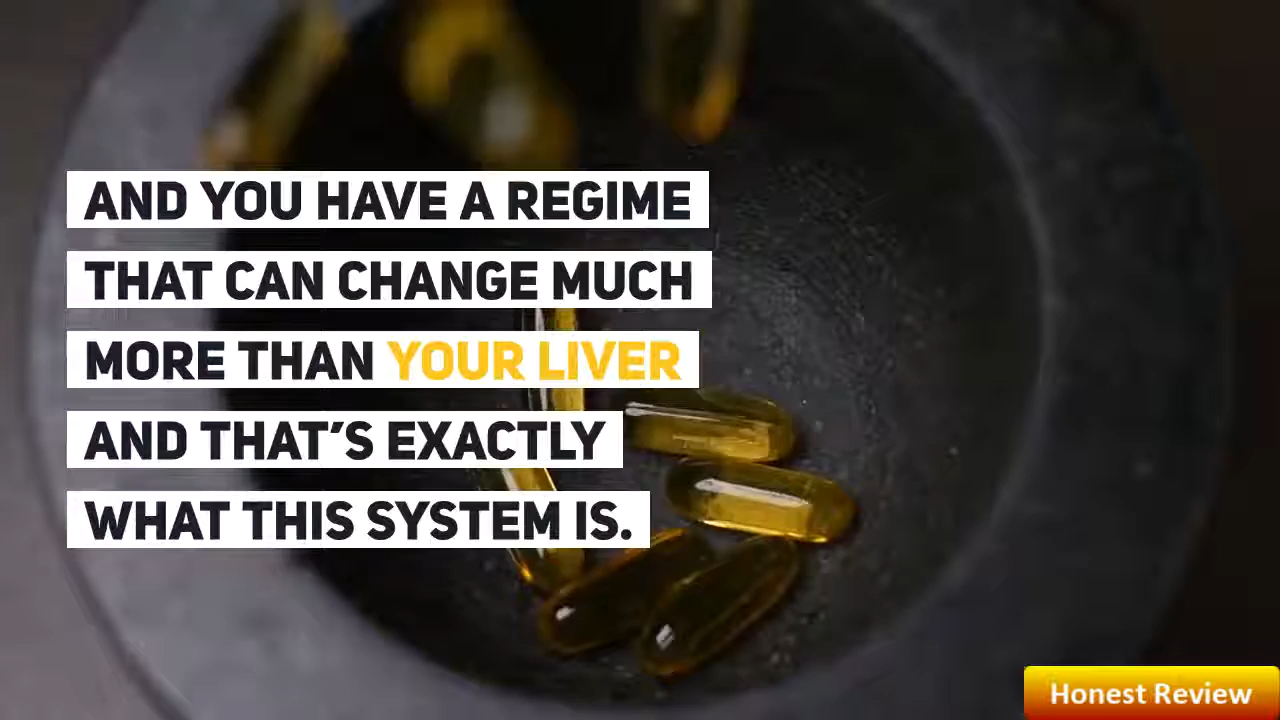 AND YOU HAVE A REGIME
THAT CAN CHANGE MUCH
MORE THAN YOUR LIVER
AND THAT'S EXACTLY
WHAT THIS SYSTEM IS.
Honest Review